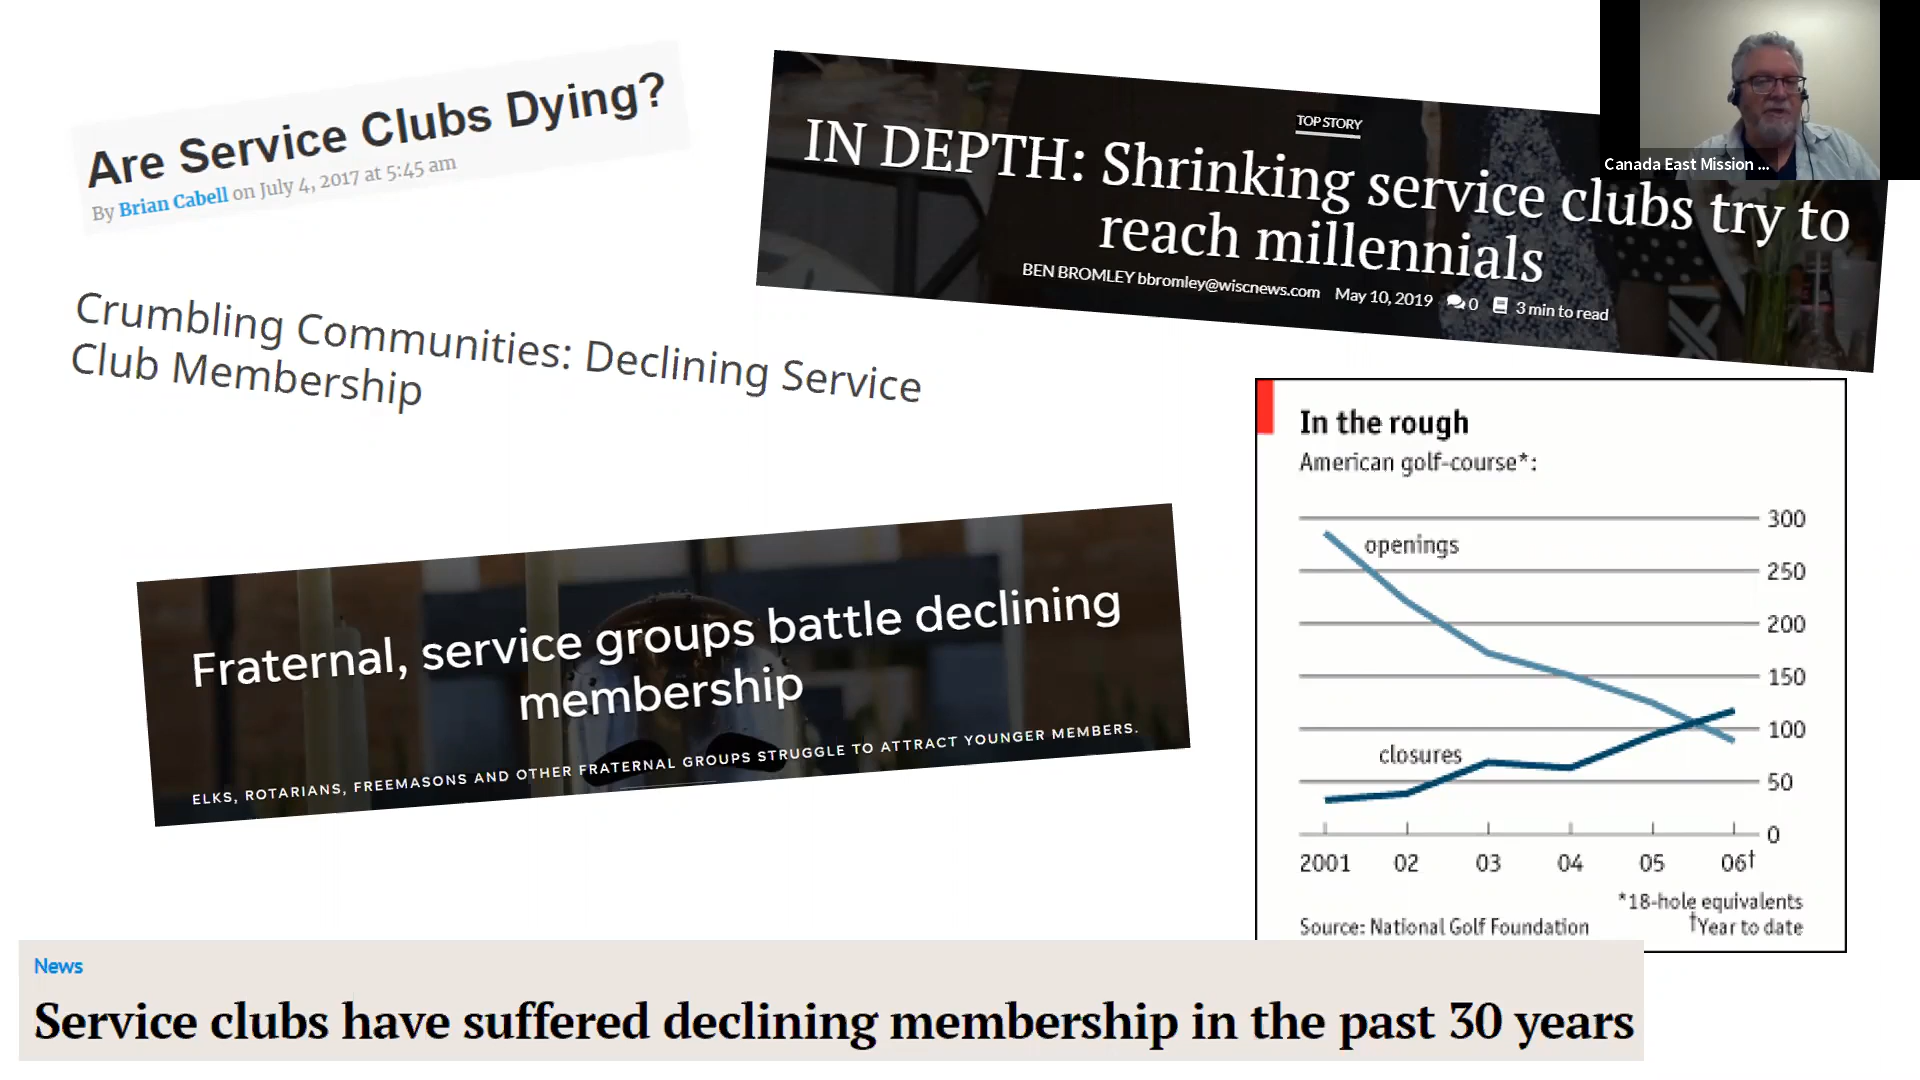 Are Service Clubs Dying?
By Brian Cabell on July 4, 2017 at 5:45 am
TOP STORY
IN DEPTH: Shrinking service clubs try to
reach millennials
BEN BROMLEY bbromley@wiscnews.com May 10, 2019 0 3 min to read
Canada East Mission ...
Crumbling Communities: Declining Service
Club Membership
In the rough
American golf-course*:
300
openings
250
200
150
100
closures
50
0
2001 02 03 04 05 06†
*18-hole equivalents
Source: National Golf Foundation †Year to date
Fraternal, service groups battle declining
membership
ELKS, ROTARIANS, FREEMASONS AND OTHER FRATERNAL GROUPS STRUGGLE TO ATTRACT YOUNGER MEMBERS.
News
Service clubs have suffered declining membership in the past 30 years